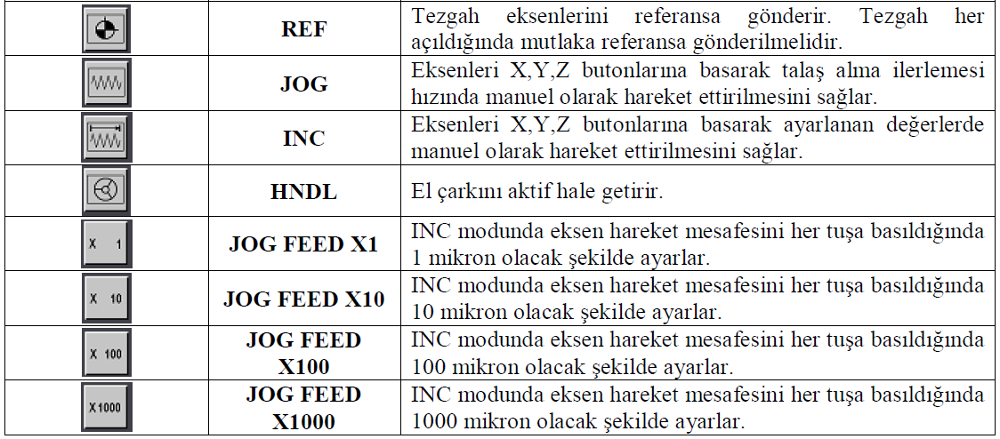 REF
Tezgah eksenlerini referansa gönderir. Tezgah her
açıldığında mutlaka referansa gönderilmelidir.
JOG
Eksenleri X,Y,Z butonlarına basarak talaş alma ilerlemesi
hızında manuel olarak hareket ettirilmesini sağlar.
INC
Eksenleri X,Y,Z butonlarına basarak ayarlanan değerlerde
manuel olarak hareket ettirilmesini sağlar.
HNDL
El çarkını aktif hale getirir.
X 1
JOG FEED X1
INC modunda eksen hareket mesafesini her tuşa basıldığında
1 mikron olacak şekilde ayarlar.
X 10
JOG FEED X10
INC modunda eksen hareket mesafesini her tuşa basıldığında
10 mikron olacak şekilde ayarlar.
X 100
JOG FEED
X100
INC modunda eksen hareket mesafesini her tuşa basıldığında
100 mikron olacak şekilde ayarlar.
X1000
JOG FEED
X1000
INC modunda eksen hareket mesafesini her tuşa basıldığında
1000 mikron olacak şekilde ayarlar.